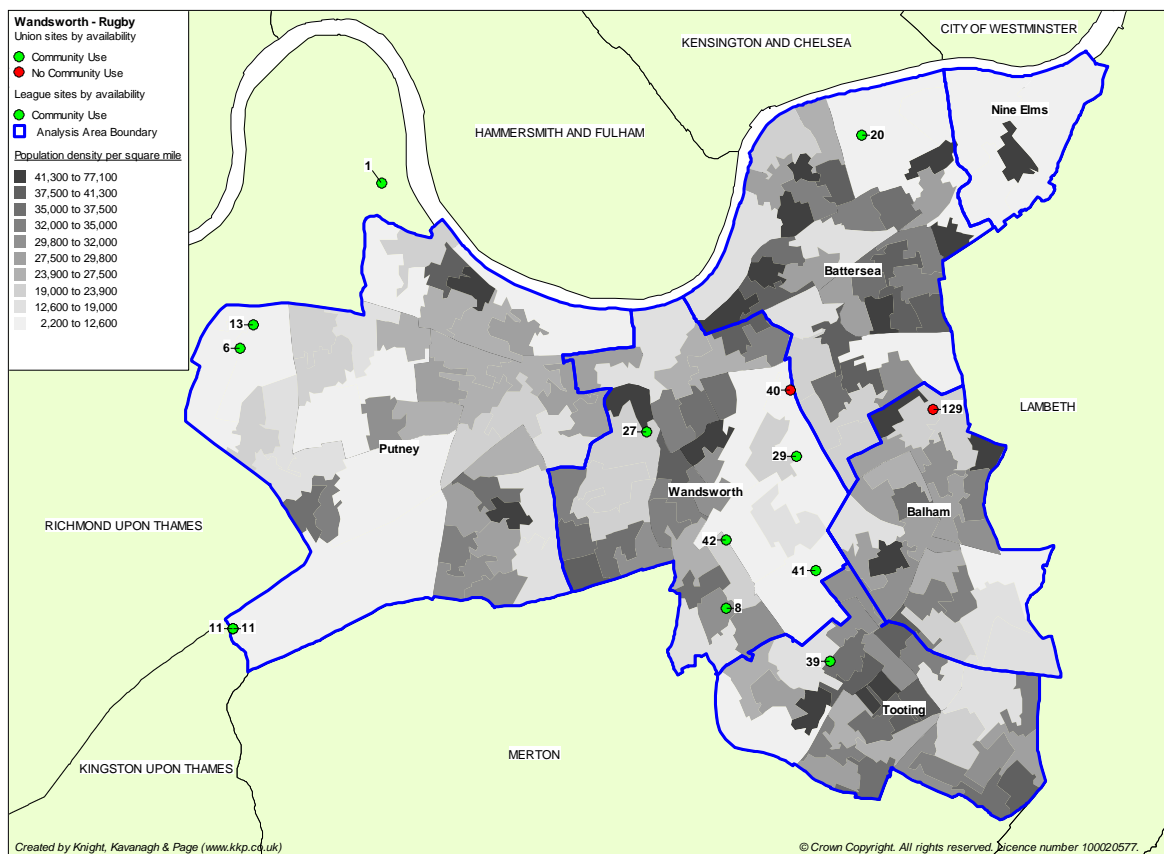 Wandsworth - Rugby
Union sites by availability
Community Use
No Community Use
League sites by availability
Community Use
Analysis Area Boundary
Population density per square mile
41,300 to 77,100
37,500 to 41,300
35,000 to 37,500
32,000 to 35,000
29,800 to 32,000
27,500 to 29,800
23,900 to 27,500
19,000 to 23,900
12,600 to 19,000
2,200 to 12,600
CITY OF WESTMINSTER
KENSINGTON AND CHELSEA
Nine Elms
HAMMERSMITH AND FULHAM
20
1
Battersea
13
6
40
129
LAMBETH
27
Putney
29
Wandsworth
Balham
RICHMOND UPON THAMES
42
41
8
11 11
39
Tooting
MERTON
KINGSTON UPON THAMES
Created by Knight, Kavanagh & Page (www.kkp.co.uk)
© Crown Copyright. All rights reserved. Licence number 100020577.